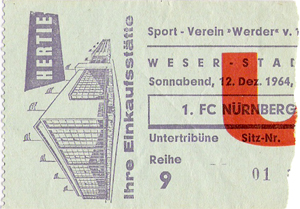 HERTIE
Ihre Einkaufsstätte
Sport - Verein »Werder« v. 1
WESER - STAD
Sonnabend, 12. Dez. 1964,
1. FC NÜRNBERG
Untertribüne Sitz-Nr.
Reihe
9 01